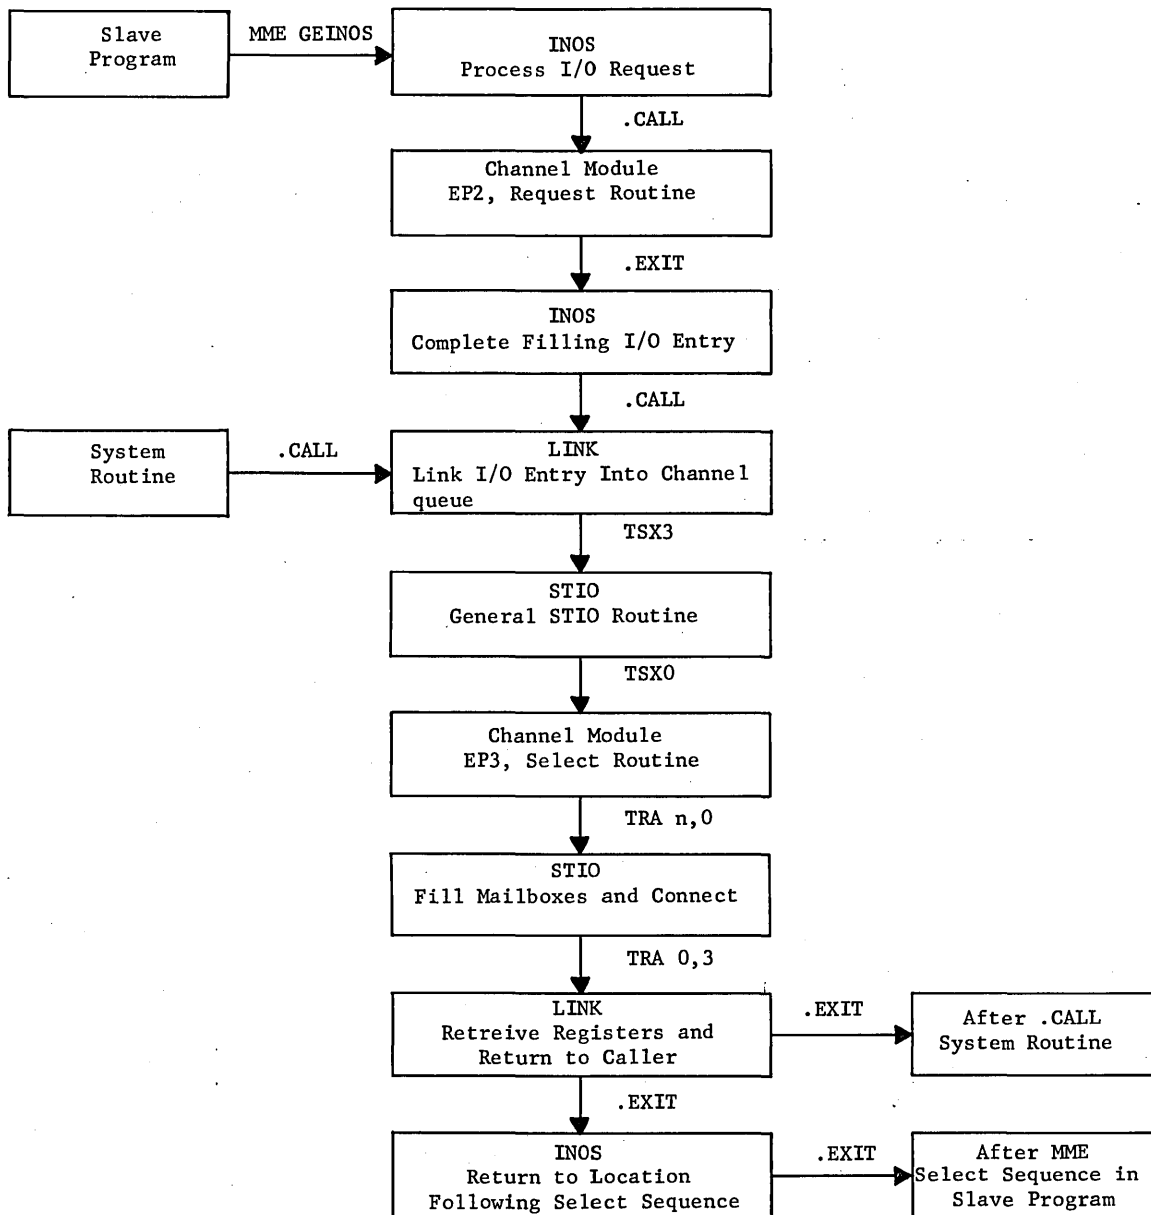 Slave
Program
MME GEINOS
INOS
Process I/O Request
.CALL
Channel Module
EP2, Request Routine
.EXIT
INOS
Complete Filling I/O Entry
.CALL
System
Routine
.CALL
LINK
Link I/O Entry Into Channel
queue
TSX3
STIO
General STIO Routine
TSX0
Channel Module
EP3, Select Routine
TRA n,0
STIO
Fill Mailboxes and Connect
TRA 0,3
LINK
Retreive Registers and
Return to Caller
.EXIT
After .CALL
System Routine
.EXIT
INOS
Return to Location
Following Select Sequence
.EXIT
After MME
Select Sequence in
Slave Program